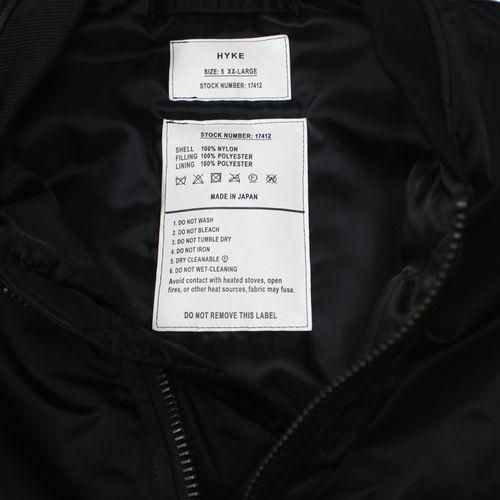 HYKE
SIZE: 5 XX-LARGE
STOCK NUMBER: 17412
STOCK NUMBER: 17412
SHELL 100% NYLON
FILLING 100% POLYESTER
LINING 100% POLYESTER
MADE IN JAPAN
1. DO NOT WASH
2. DO NOT BLEACH
3. DO NOT TUMBLE DRY
4. DO NOT IRON
5. DRY CLEANABLE Ⓕ
6. DO NOT WET-CLEANING
Avoid contact with heated stoves, open
fires, or other heat sources, fabric may fuse.
DO NOT REMOVE THIS LABEL